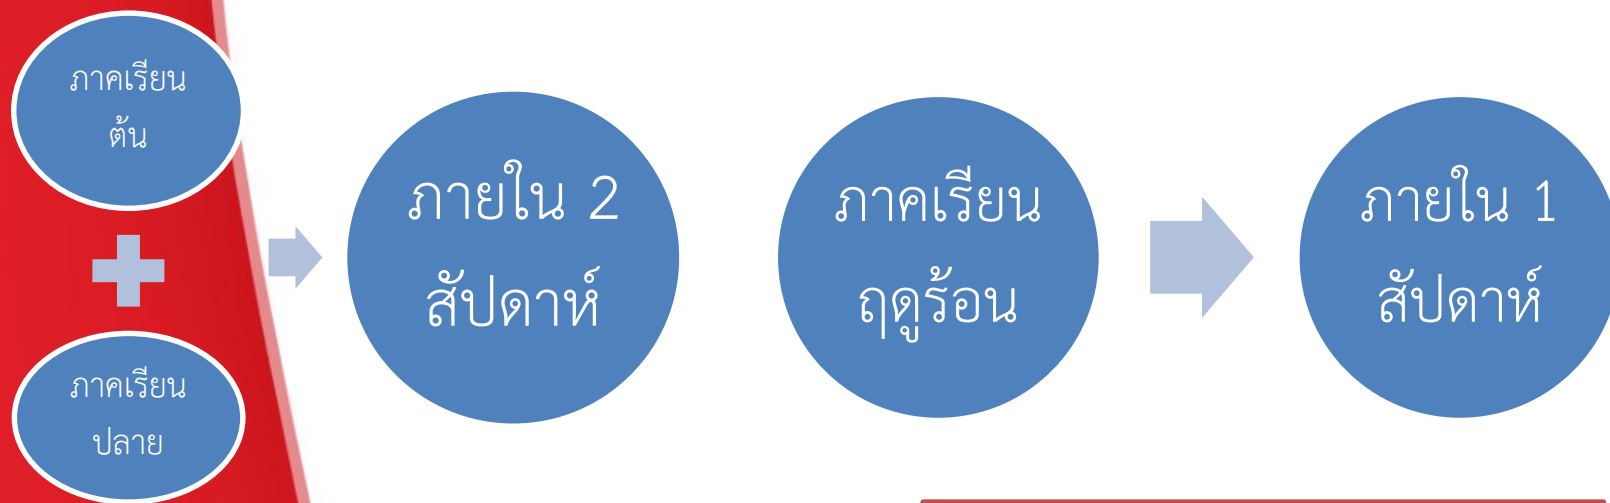 ภาคเรียน
ต้น
ภาคเรียน
ปลาย
ภายใน 2
สัปดาห์
ภาคเรียน
ฤดูร้อน
ภายใน 1
สัปดาห์